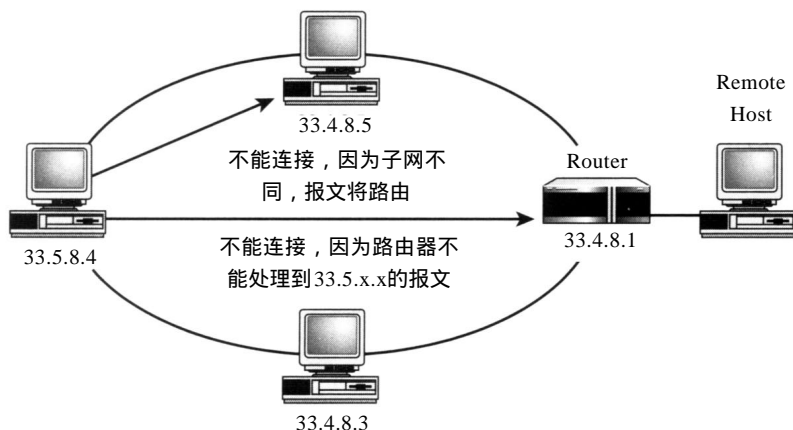 Remote
Host
33.4.8.5
不能连接，因为子网不
同，报文将路由
Router
33.5.8.4
不能连接，因为路由器不
能处理到33.5.x.x的报文
33.4.8.1
33.4.8.3